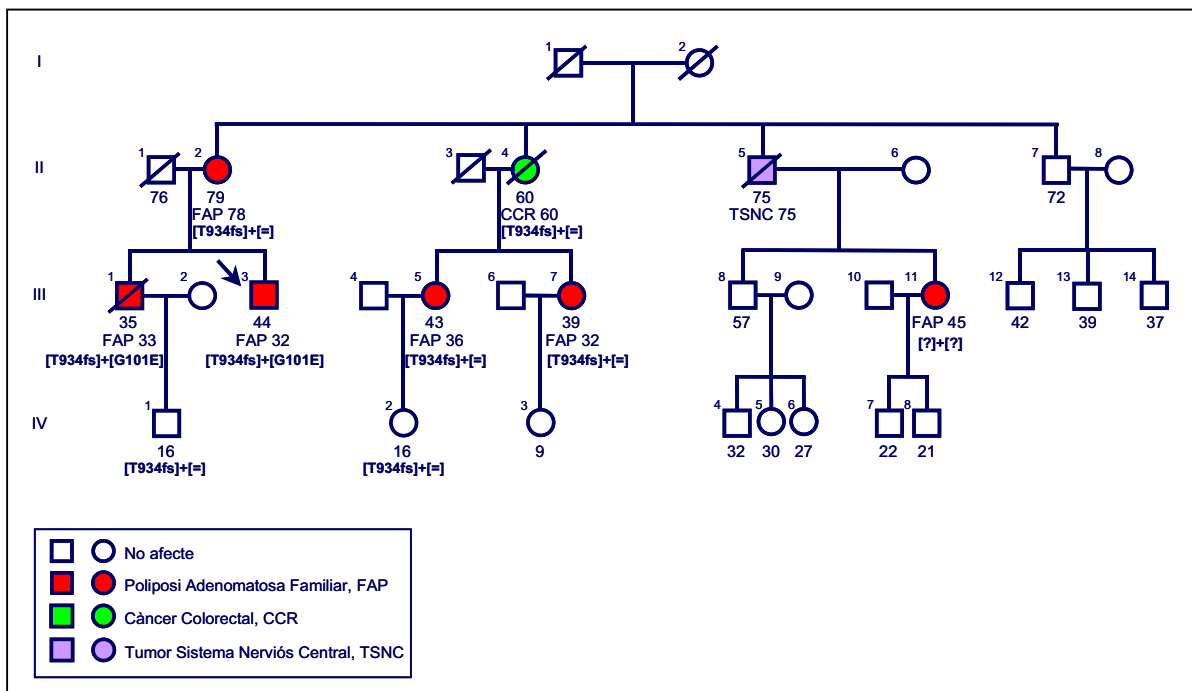 I
1
2
II
1
2
3
4
5
6
7
8
76
79
60
75
72
FAP 78
CCR 60
TSNC 75
[T934fs]+[=]
[T934fs]+[=]
III
1
2
3
4
5
6
7
8
9
10
11
12
13
14
35
44
43
39
57
FAP 45
42
39
37
FAP 33
FAP 32
FAP 36
FAP 32
[?]+[?]
[T934fs]+[G101E]
[T934fs]+[G101E]
[T934fs]+[=]
[T934fs]+[=]
IV
1
2
3
4
5
6
7
8
16
16
9
32
30
27
22
21
[T934fs]+[=]
[T934fs]+[=]
No afecte
Poliposi Adenomatosa Familiar, FAP
Càncer Colorectal, CCR
Tumor Sistema Nerviós Central, TSNC